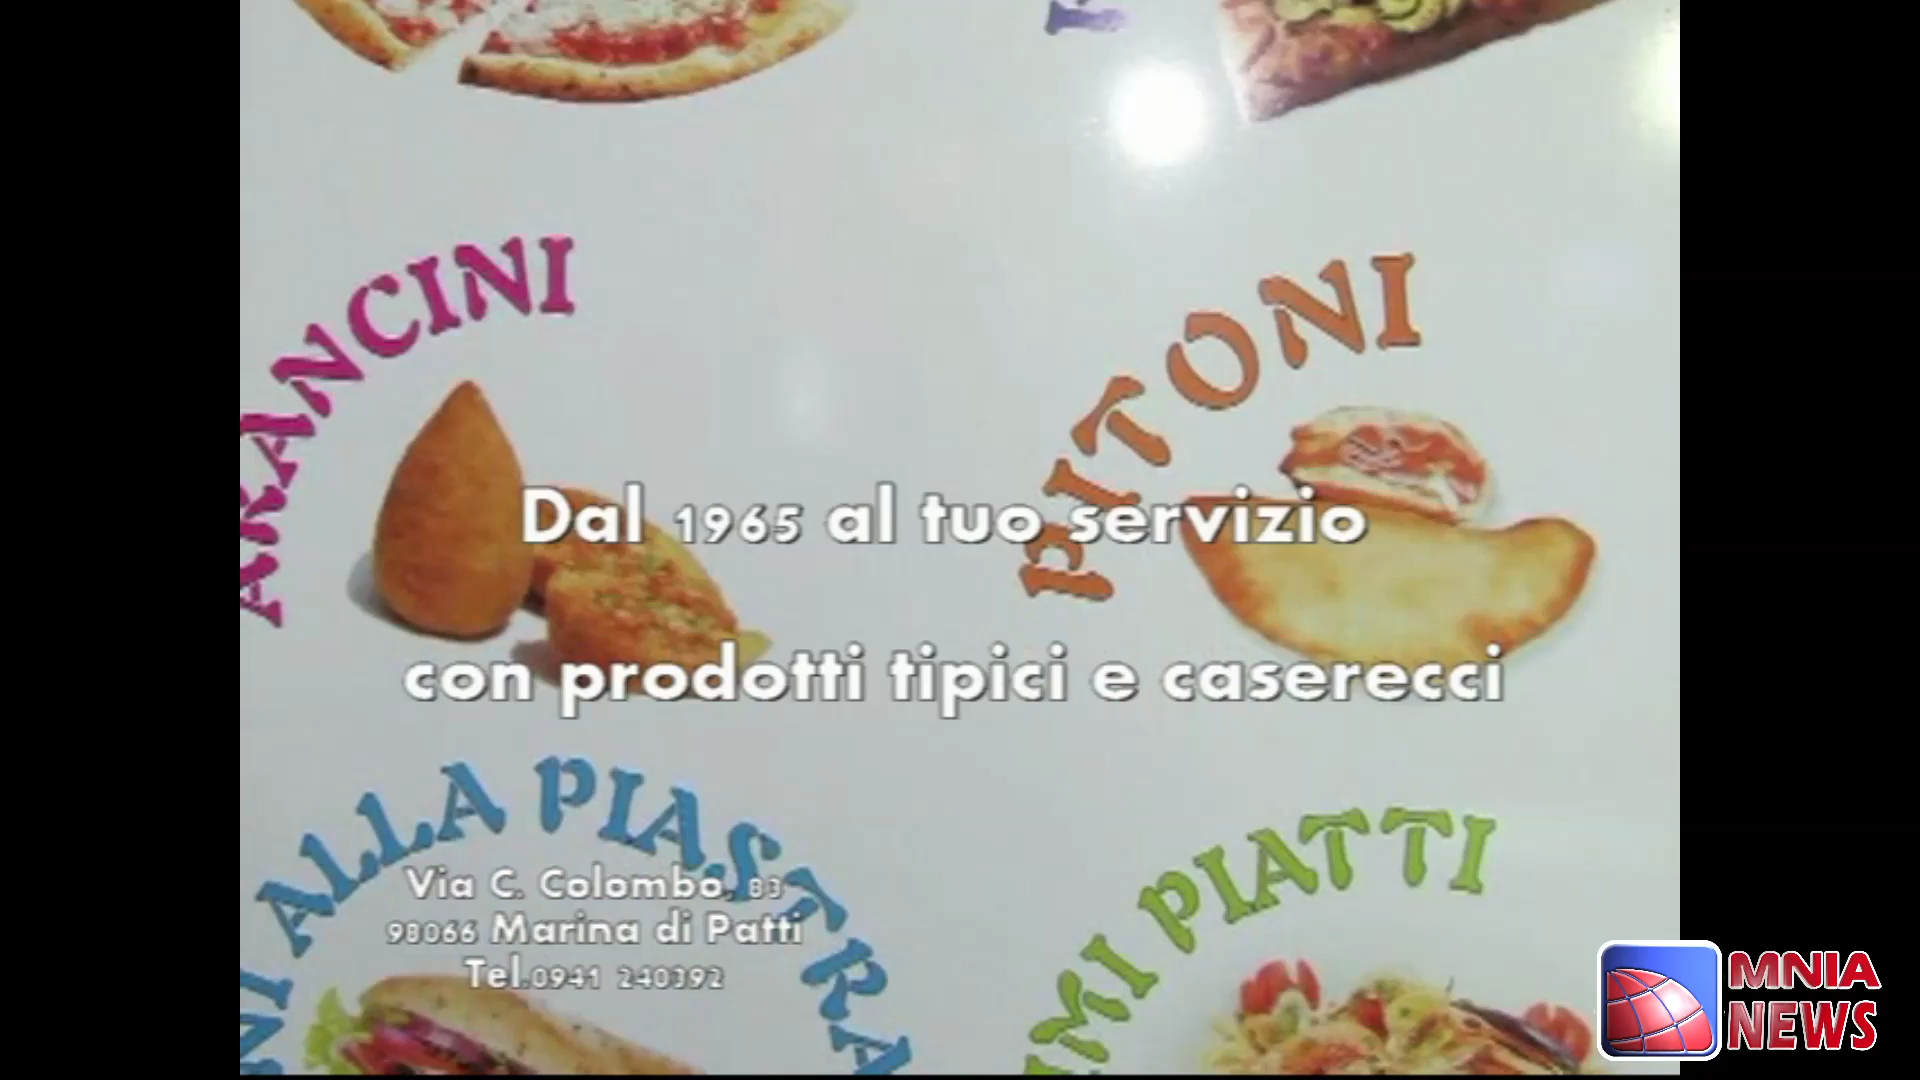 ARANCINI
PITONI
Dal 1965 al tuo servizio
con prodotti tipici e caserecci
ALLA PIASTRA
PIATTI
Via C. Colombo, 83
98066 Marina di Patti
Tel.0941 240392
MNIA
NEWS